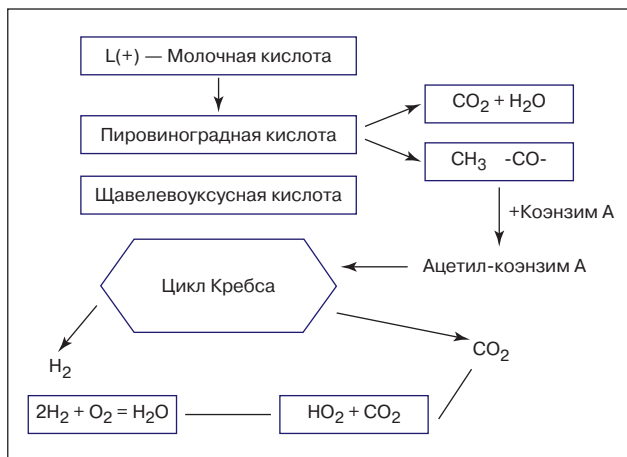 L(+) — Молочная кислота
Пировиноградная кислота
CO₂ + H₂O
CH₃ -CO-
Щавелевоуксусная кислота
+Коэнзим А
Ацетил-коэнзим А
Цикл Кребса
H₂
CO₂
2H₂ + O₂ = H₂O
HO₂ + CO₂